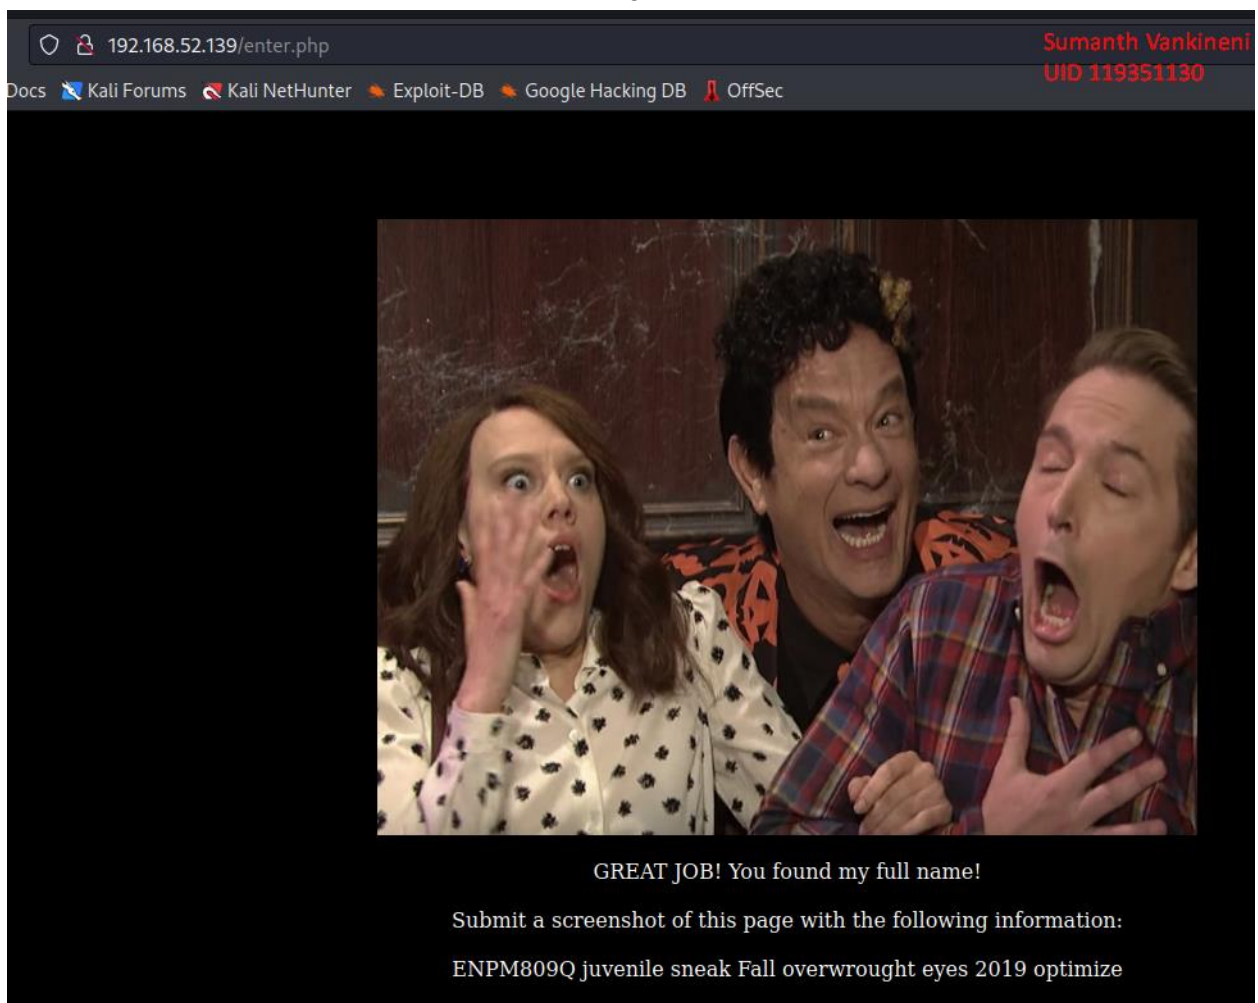 192.168.52.139/enter.php
Sumanth Vankineni
UID 119351130
Docs Kali Forums Kali NetHunter Exploit-DB Google Hacking DB OffSec
GREAT JOB! You found my full name!
Submit a screenshot of this page with the following information:
ENPM809Q juvenile sneak Fall overwrought eyes 2019 optimize